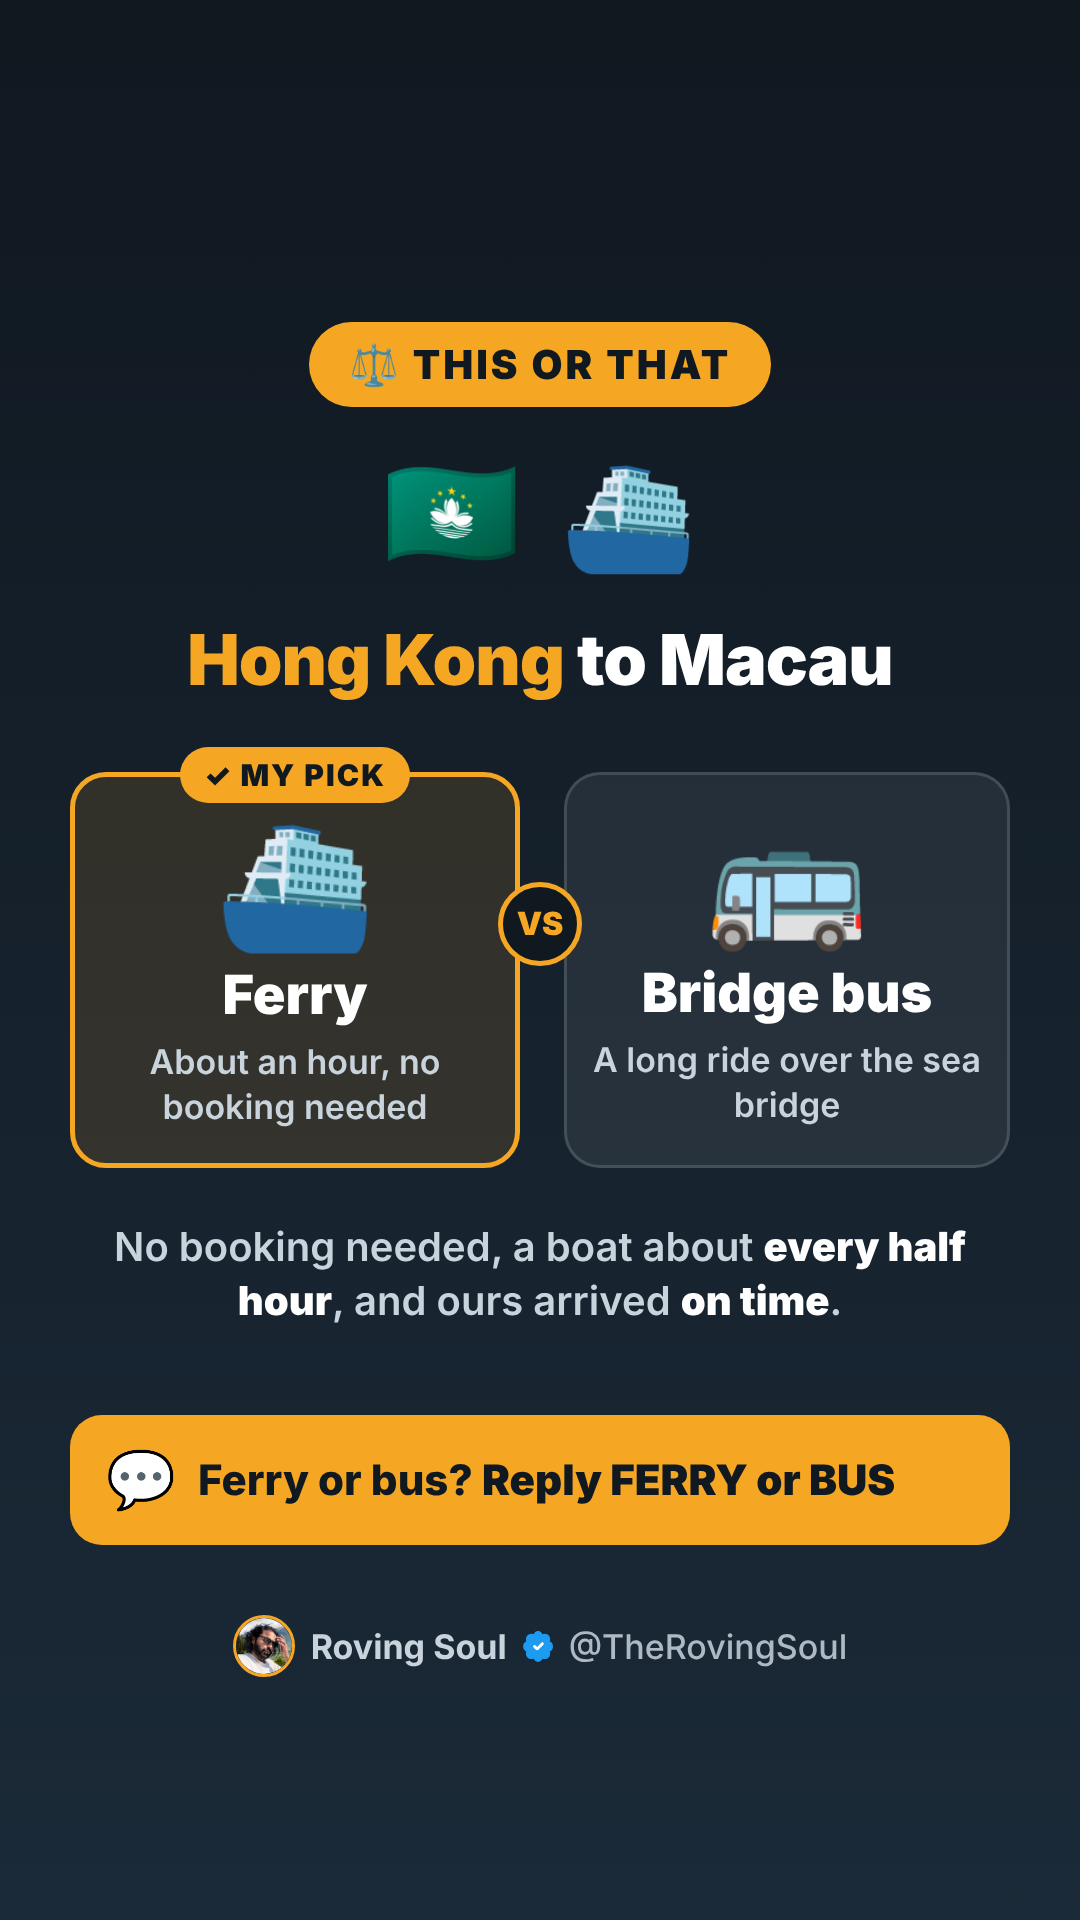 ⚖️ THIS OR THAT
Hong Kong to Macau
✔ MY PICK
Ferry
About an hour, no
booking needed
VS
Bridge bus
A long ride over the sea
bridge
No booking needed, a boat about every half
hour, and ours arrived on time.
Ferry or bus? Reply FERRY or BUS
Roving Soul @TheRovingSoul